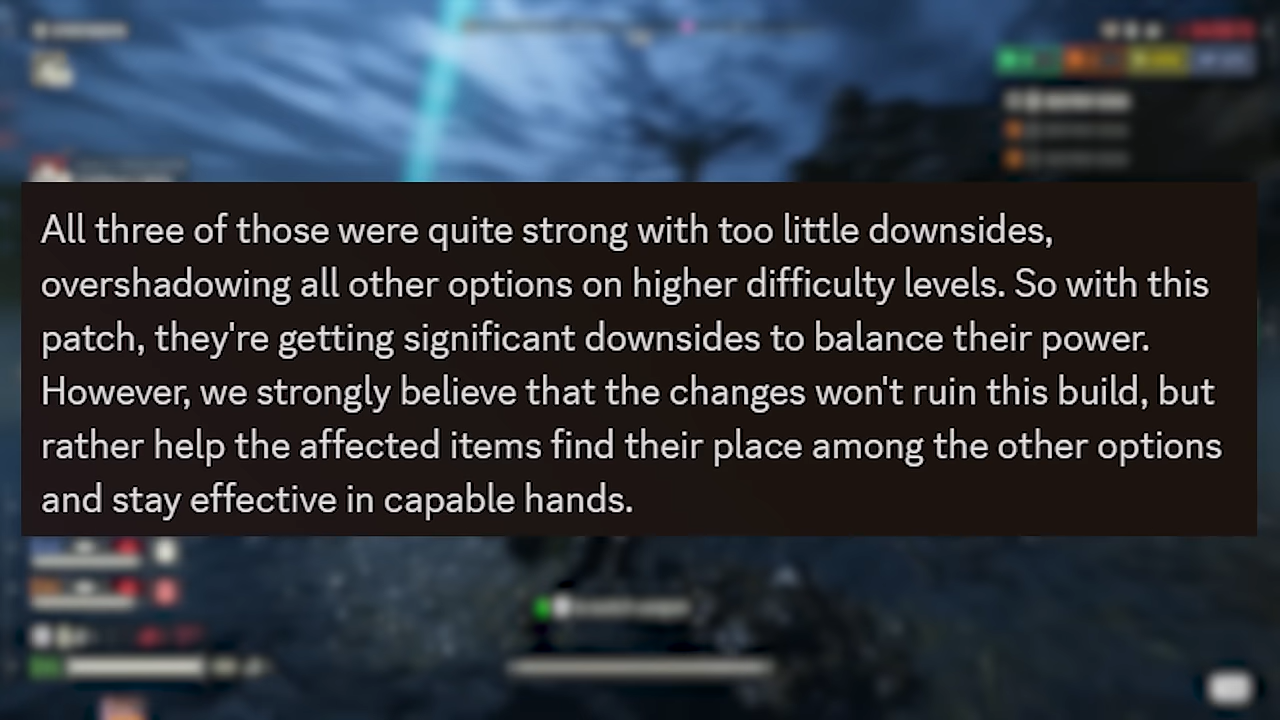 All three of those were quite strong with too little downsides,
overshadowing all other options on higher difficulty levels. So with this
patch, they're getting significant downsides to balance their power.
However, we strongly believe that the changes won't ruin this build, but
rather help the affected items find their place among the other options
and stay effective in capable hands.